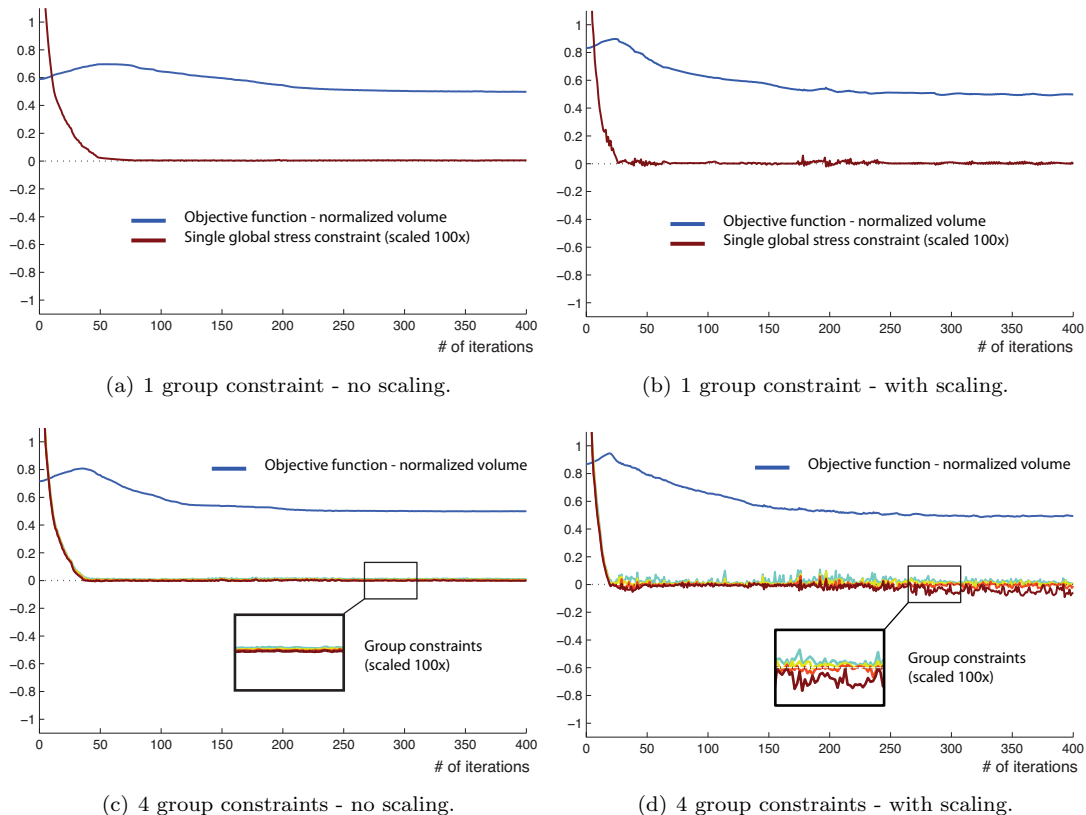 1
0.8
0.6
0.4
0.2
0
−0.2
−0.4
−0.6
−0.8
−1
Objective function - normalized volume
Single global stress constraint (scaled 100x)
0 50 100 150 200 250 300 350 400
# of iterations
(a) 1 group constraint - no scaling.
1
0.8
0.6
0.4
0.2
0
−0.2
−0.4
−0.6
−0.8
−1
Objective function - normalized volume
Single global stress constraint (scaled 100x)
0 50 100 150 200 250 300 350 400
# of iterations
(b) 1 group constraint - with scaling.
1
0.8
0.6
0.4
0.2
0
−0.2
−0.4
−0.6
−0.8
−1
Objective function - normalized volume
Group constraints
(scaled 100x)
0 50 100 150 200 250 300 350 400
# of iterations
(c) 4 group constraints - no scaling.
1
0.8
0.6
0.4
0.2
0
−0.2
−0.4
−0.6
−0.8
−1
Objective function - normalized volume
Group constraints
(scaled 100x)
0 50 100 150 200 250 300 350 400
# of iterations
(d) 4 group constraints - with scaling.